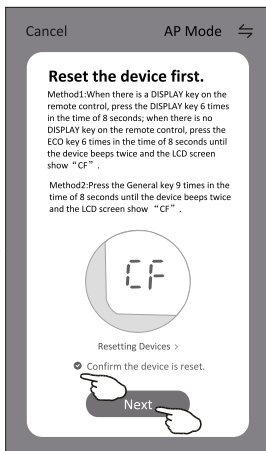 Cancel AP Mode
Reset the device first.
Method1:When there is a DISPLAY key on the
remote control, press the DISPLAY key 6 times
in the time of 8 seconds; when there is no
DISPLAY key on the remote control, press the
ECO key 6 times in the time of 8 seconds until
the device beeps twice and the LCD screen
show “CF”.
Method2:Press the General key 9 times in the
time of 8 seconds until the device beeps twice
and the LCD screen show “CF”.
CF
Resetting Devices >
Confirm the device is reset.
Next